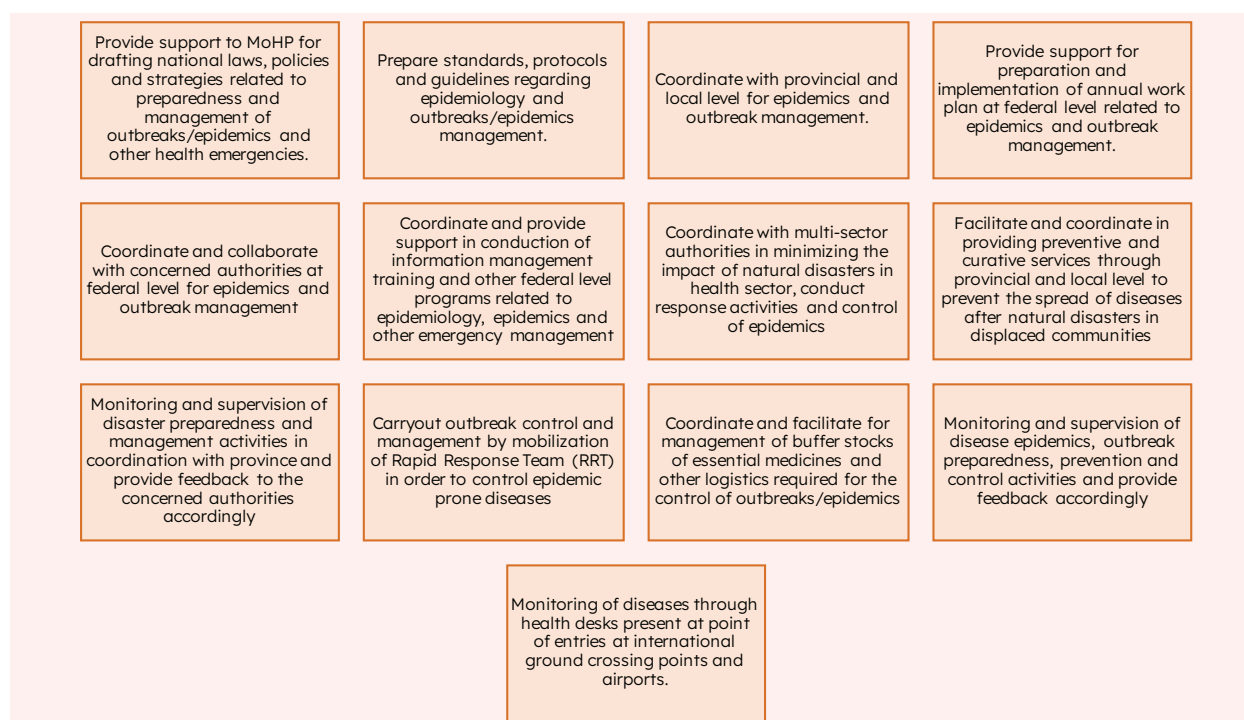 Provide support to MoHP for
drafting national laws, policies
and strategies related to
preparedness and
management of
outbreaks/epidemics and
other health emergencies.
Prepare standards, protocols
and guidelines regarding
epidemiology and
outbreaks/epidemics
management.
Coordinate with provincial and
local level for epidemics and
outbreak management.
Provide support for
preparation and
implementation of annual work
plan at federal level related to
epidemics and outbreak
management.
Coordinate and collaborate
with concerned authorities at
federal level for epidemics and
outbreak management
Coordinate and provide
support in conduction of
information management
training and other federal level
programs related to
epidemiology, epidemics and
other emergency management
Coordinate with multi-sector
authorities in minimizing the
impact of natural disasters in
health sector, conduct
response activities and control
of epidemics
Facilitate and coordinate in
providing preventive and
curative services through
provincial and local level to
prevent the spread of diseases
after natural disasters in
displaced communities
Monitoring and supervision of
disaster preparedness and
management activities in
coordination with province and
provide feedback to the
concerned authorities
accordingly
Carryout outbreak control and
management by mobilization
of Rapid Response Team (RRT)
in order to control epidemic
prone diseases
Coordinate and facilitate for
management of buffer stocks
of essential medicines and
other logistics required for the
control of outbreaks/epidemics
Monitoring and supervision of
disease epidemics, outbreak
preparedness, prevention and
control activities and provide
feedback accordingly
Monitoring of diseases through
health desks present at point
of entries at international
ground crossing points and
airports.